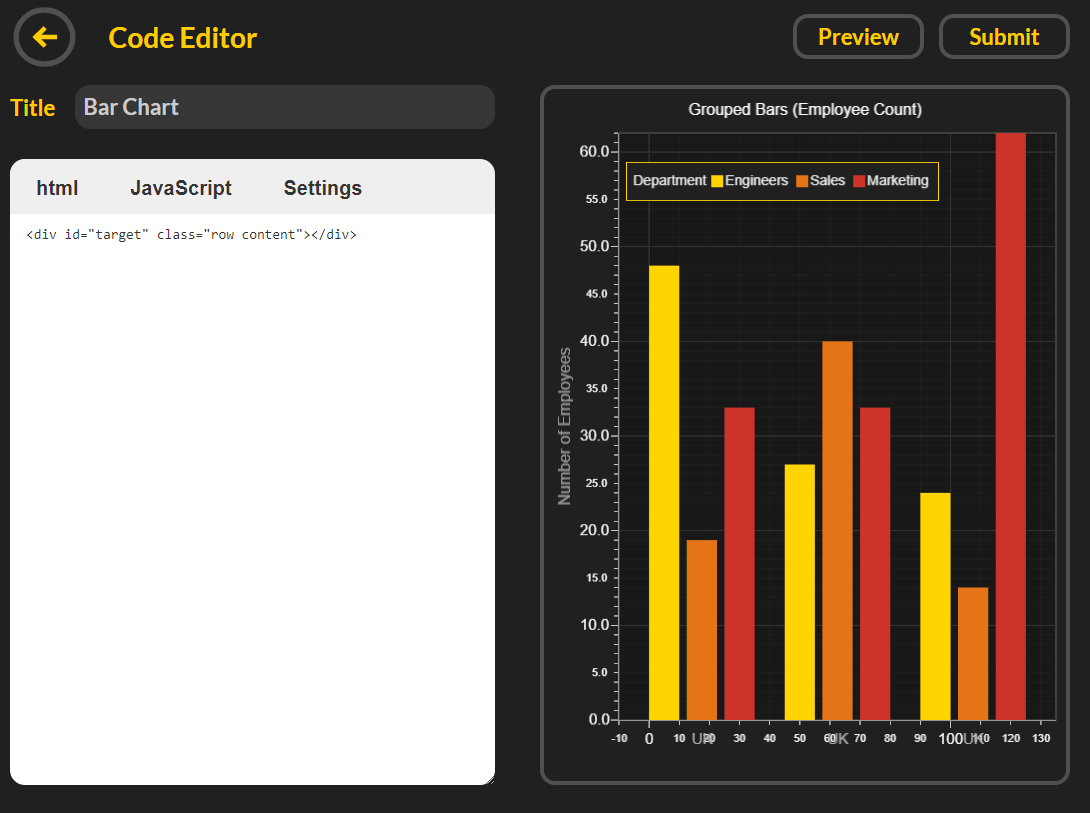 Code Editor
Preview
Submit
Title
Bar Chart
html JavaScript Settings
<div id="target" class="row content"></div>
Grouped Bars (Employee Count)
Department Engineers Sales Marketing
Number of Employees
60.0
55.0
50.0
45.0
40.0
35.0
30.0
25.0
20.0
15.0
10.0
5.0
0.0
-10 0 10 20 30 40 50 60 70 80 90 100 110 120 130
UK
UK